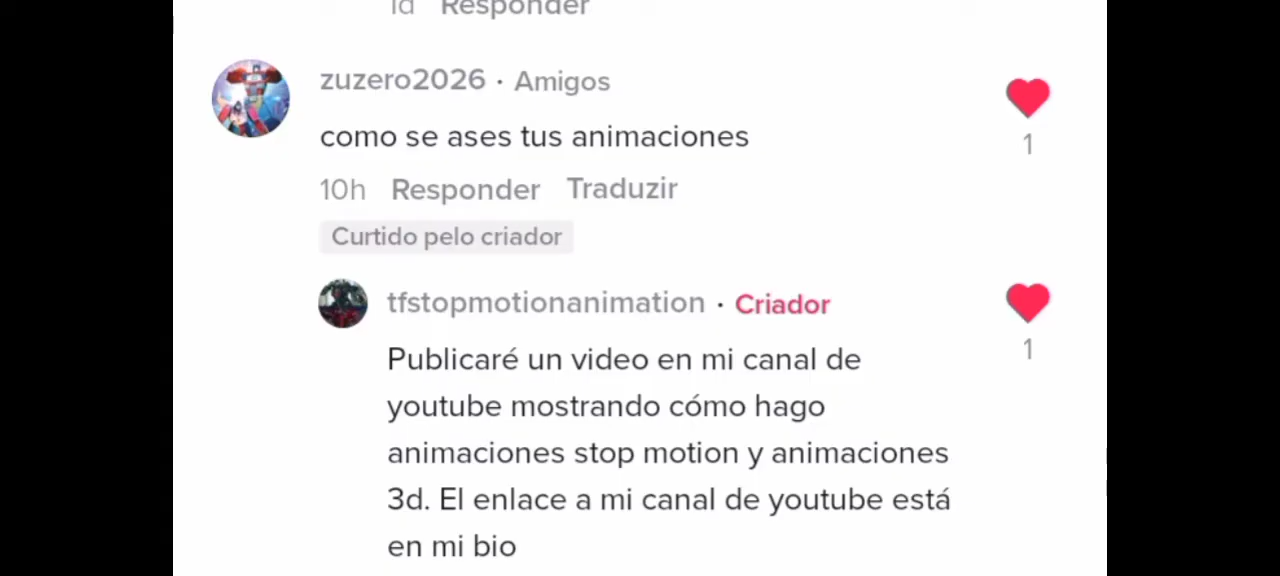 1d Responder
zuzero2026 · Amigos
como se ases tus animaciones
1
10h Responder Traduzir
Curtido pelo criador
tfstopmotionanimation · Criador
Publicaré un video en mi canal de
1
youtube mostrando cómo hago
animaciones stop motion y animaciones
3d. El enlace a mi canal de youtube está
en mi bio